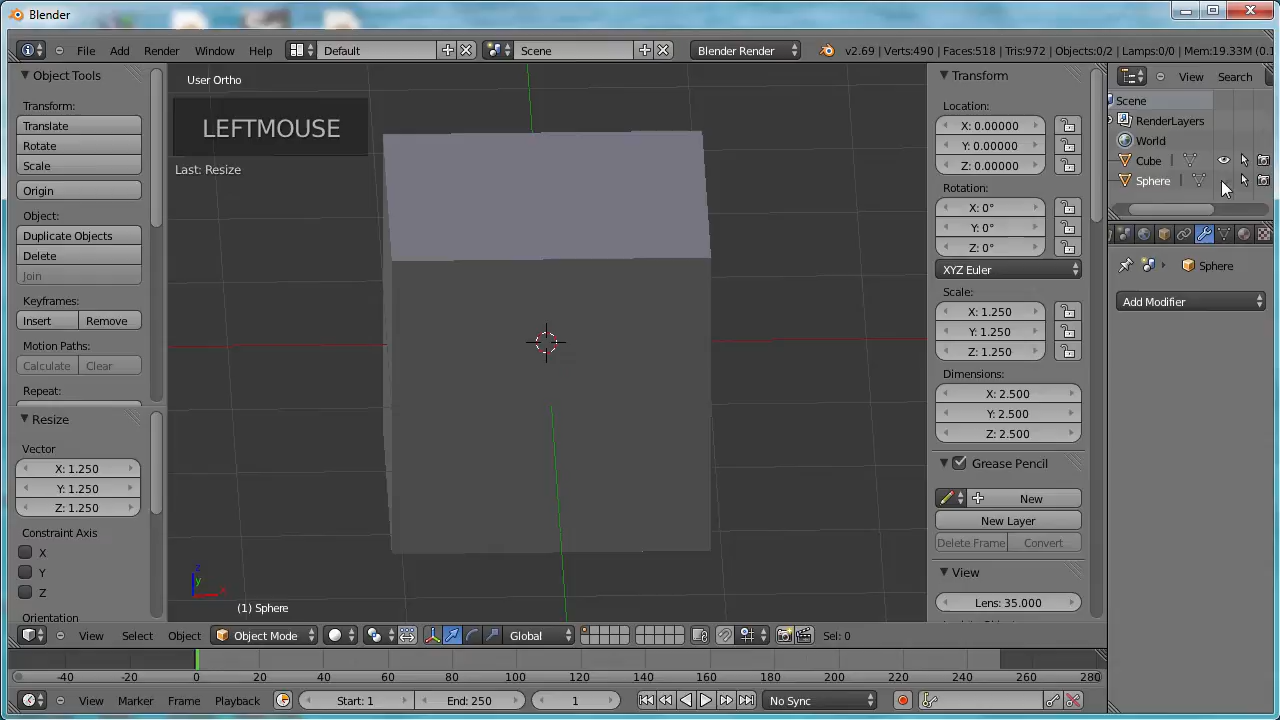 Blender
File Add Render Window Help Default Scene Blender Render v2.69 | Verts:490 | Faces:518 | Tris:972 | Objects:0/2 | Lamps:0/0 | Mem:19.33M (0.1
Object Tools
Transform:
Translate
Rotate
Scale
Origin
Object:
Duplicate Objects
Delete
Join
Keyframes:
Insert Remove
Motion Paths:
Calculate Clear
Repeat:
Resize
Vector
X: 1.250
Y: 1.250
Z: 1.250
Constraint Axis
X
Y
Z
Orientation
User Ortho
LEFTMOUSE
Last: Resize
z
y
x
(1) Sphere
Transform
Location:
X: 0.00000
Y: 0.00000
Z: 0.00000
Rotation:
X: 0°
Y: 0°
Z: 0°
XYZ Euler
Scale:
X: 1.250
Y: 1.250
Z: 1.250
Dimensions:
X: 2.500
Y: 2.500
Z: 2.500
Grease Pencil
New
New Layer
Delete Frame Convert
View
Lens: 35.000
View Search
Scene
RenderLayers
World
Cube
Sphere
Sphere
Add Modifier
View Select Object Object Mode Global Sel: 0
-40 -20 0 20 40 60 80 100 120 140 160 180 200 220 240 260 280
View Marker Frame Playback Start: 1 End: 250 1 No Sync